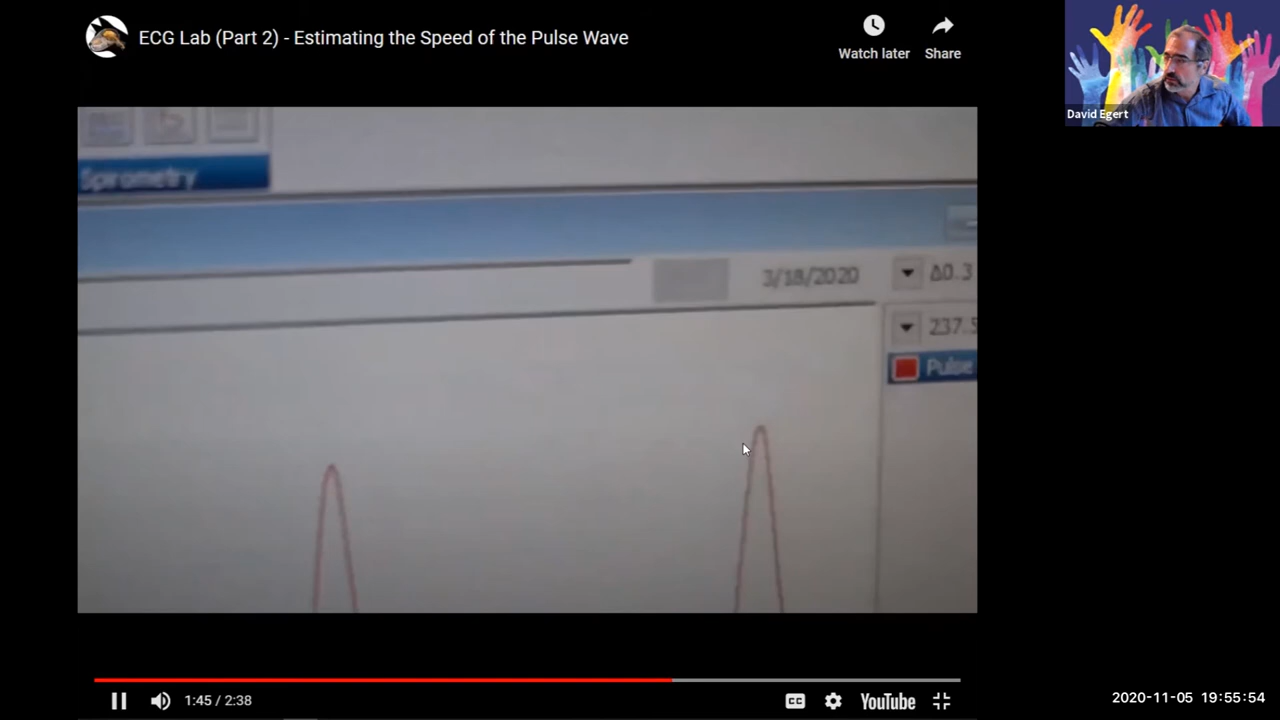 ECG Lab (Part 2) - Estimating the Speed of the Pulse Wave
Watch later
Share
David Egert
Spirometry
3/18/2020
Δ0.3
237.5
Pulse
1:45 / 2:38
CC
YouTube
2020-11-05 19:55:54